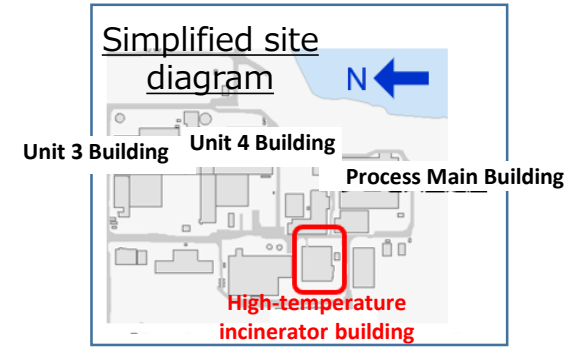 Simplified site
diagram
N
Unit 3 Building
Unit 4 Building
Process Main Building
High-temperature
incinerator building